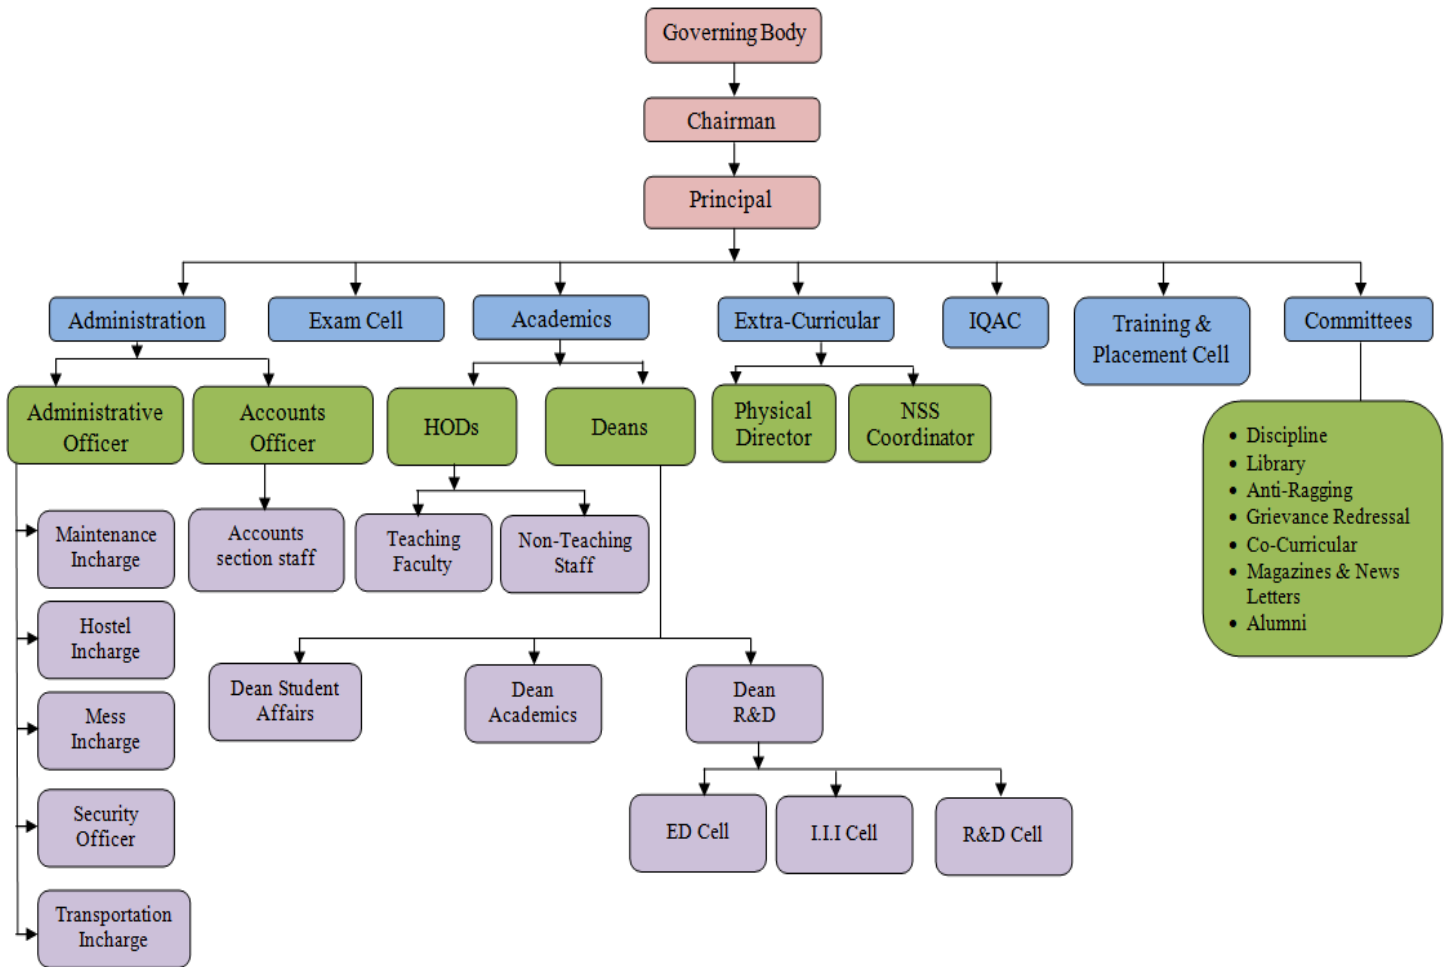 Governing Body
Chairman
Principal
Administration
Exam Cell
Academics
Extra-Curricular
IQAC
Training &
Placement Cell
Committees
Administrative
Officer
Accounts
Officer
HODs
Deans
Physical
Director
NSS
Coordinator
• Discipline
• Library
• Anti-Ragging
• Grievance Redressal
• Co-Curricular
• Magazines & News
Letters
• Alumni
Maintenance
Incharge
Accounts
section staff
Teaching
Faculty
Non-Teaching
Staff
Hostel
Incharge
Dean Student
Affairs
Dean
Academics
Dean
R&D
Mess
Incharge
Security
Officer
ED Cell
I.I.I Cell
R&D Cell
Transportation
Incharge